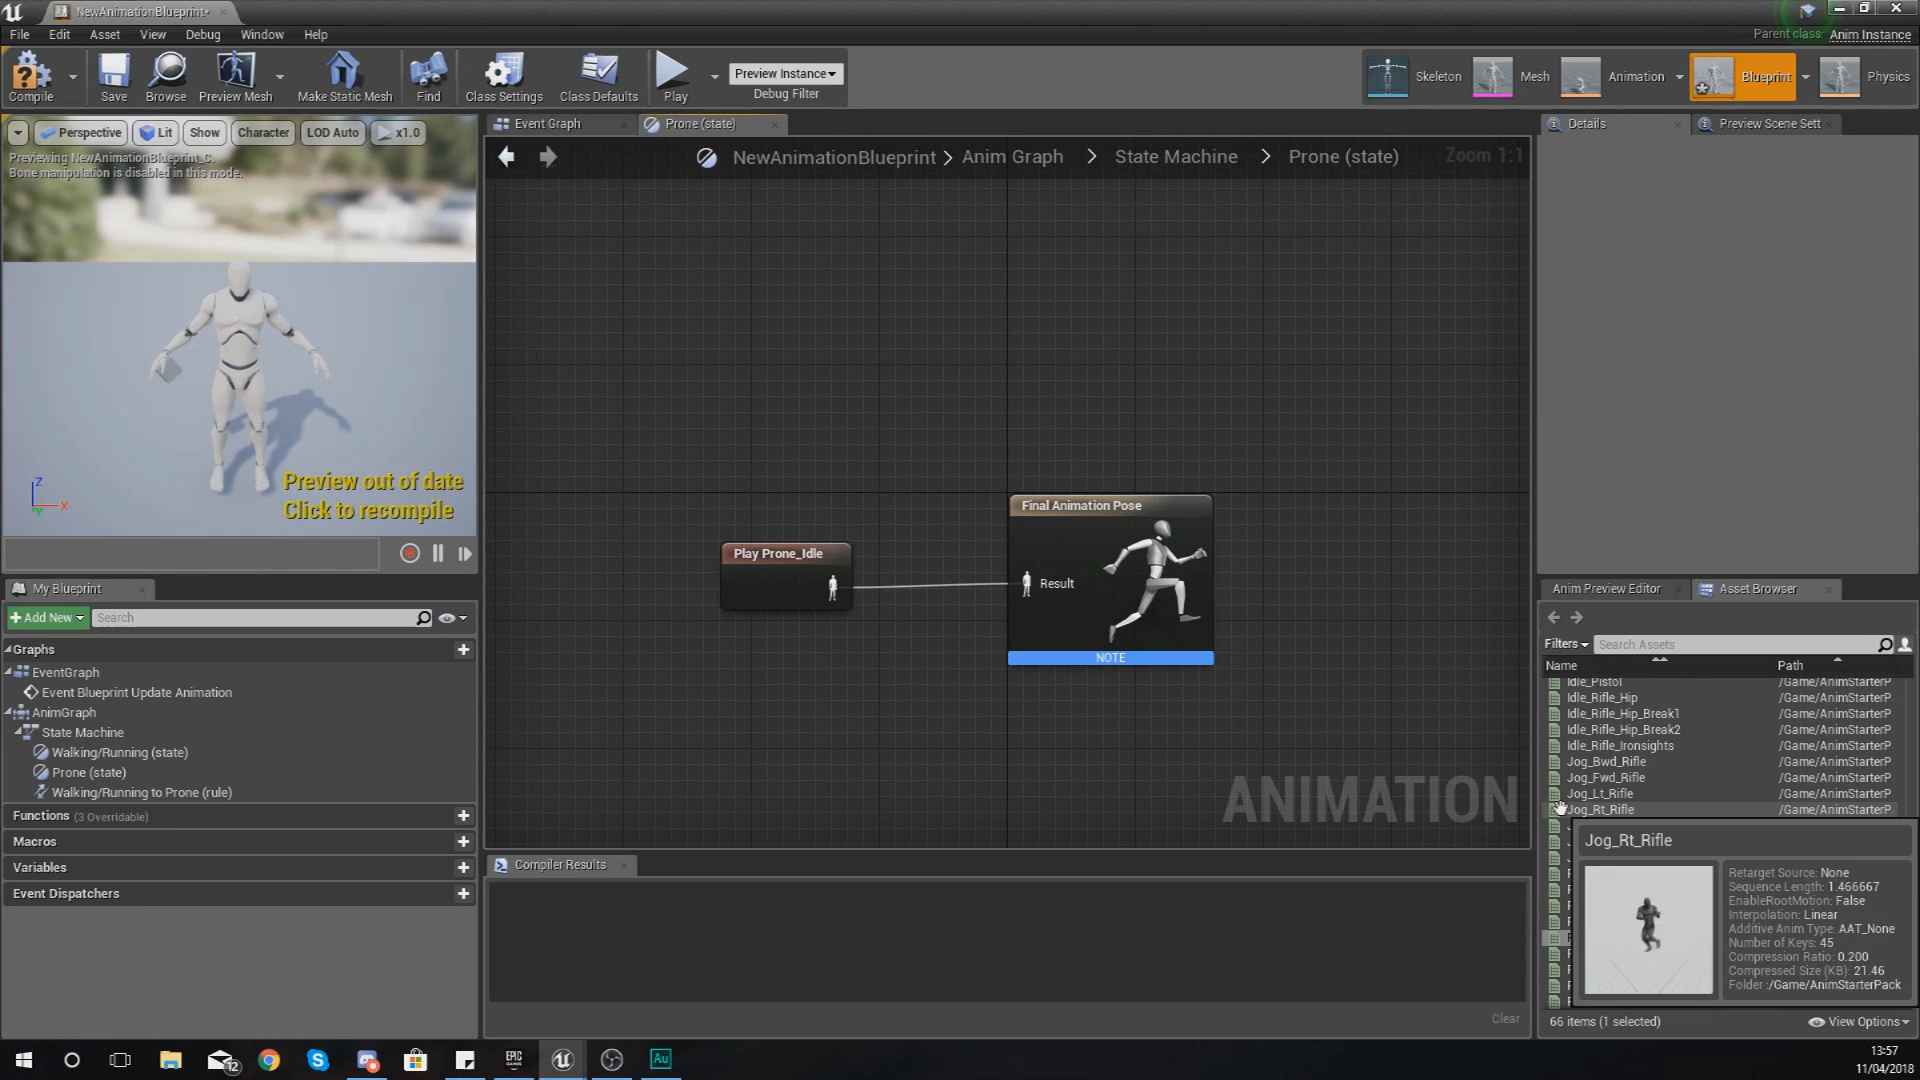 NewAnimationBlueprint*
File Edit Asset View Debug Window Help
Parent class: Anim Instance
Compile Save Browse Preview Mesh Make Static Mesh Find Class Settings Class Defaults Play
Preview Instance
Debug Filter
Skeleton Mesh Animation Blueprint Physics
Perspective Lit Show Character LOD Auto x1.0
Previewing NewAnimationBlueprint_C.
Bone manipulation is disabled in this mode.
Z
X
Y
Preview out of date
Click to recompile
Event Graph
Prone (state)
NewAnimationBlueprint > Anim Graph > State Machine > Prone (state)
Zoom 1:1
Play Prone_Idle
Final Animation Pose
Result
NOTE
ANIMATION
My Blueprint
Add New
Search
Graphs
EventGraph
Event Blueprint Update Animation
AnimGraph
State Machine
Walking/Running (state)
Prone (state)
Walking/Running to Prone (rule)
Functions (3 Overridable)
Macros
Variables
Event Dispatchers
Compiler Results
Clear
Details
Preview Scene Sett
Anim Preview Editor
Asset Browser
Filters
Search Assets
Name Path
Idle_Pistol /Game/AnimStarterP
Idle_Rifle_Hip /Game/AnimStarterP
Idle_Rifle_Hip_Break1 /Game/AnimStarterP
Idle_Rifle_Hip_Break2 /Game/AnimStarterP
Idle_Rifle_Ironsights /Game/AnimStarterP
Jog_Bwd_Rifle /Game/AnimStarterP
Jog_Fwd_Rifle /Game/AnimStarterP
Jog_Lt_Rifle /Game/AnimStarterP
Jog_Rt_Rifle /Game/AnimStarterP
Jog_Rt_Rifle
Retarget Source: None
Sequence Length: 1.466667
EnableRootMotion: False
Interpolation: Linear
Additive Anim Type: AAT_None
Number of Keys: 45
Compression Ratio: 0.200
Compressed Size (KB): 21.46
Folder :/Game/AnimStarterPack
66 items (1 selected)
View Options
12
EPIC GAMES
Au
13:57
11/04/2018